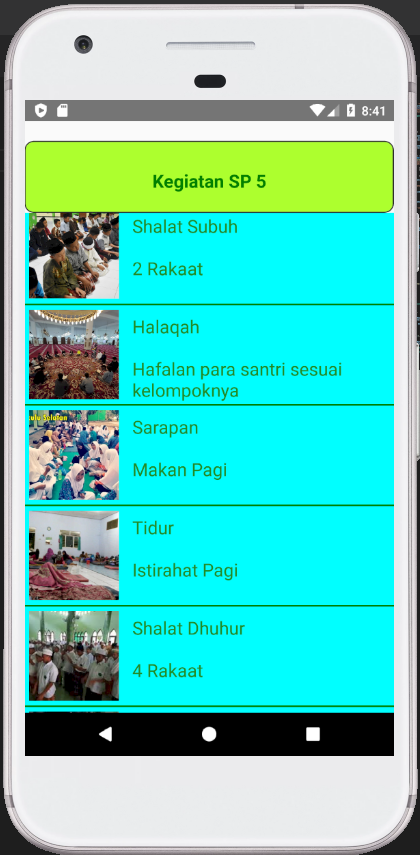 8:41
Kegiatan SP 5
Shalat Subuh
2 Rakaat
Halaqah
Hafalan para santri sesuai
kelompoknya
Sarapan
Makan Pagi
Tidur
Istirahat Pagi
Shalat Dhuhur
4 Rakaat